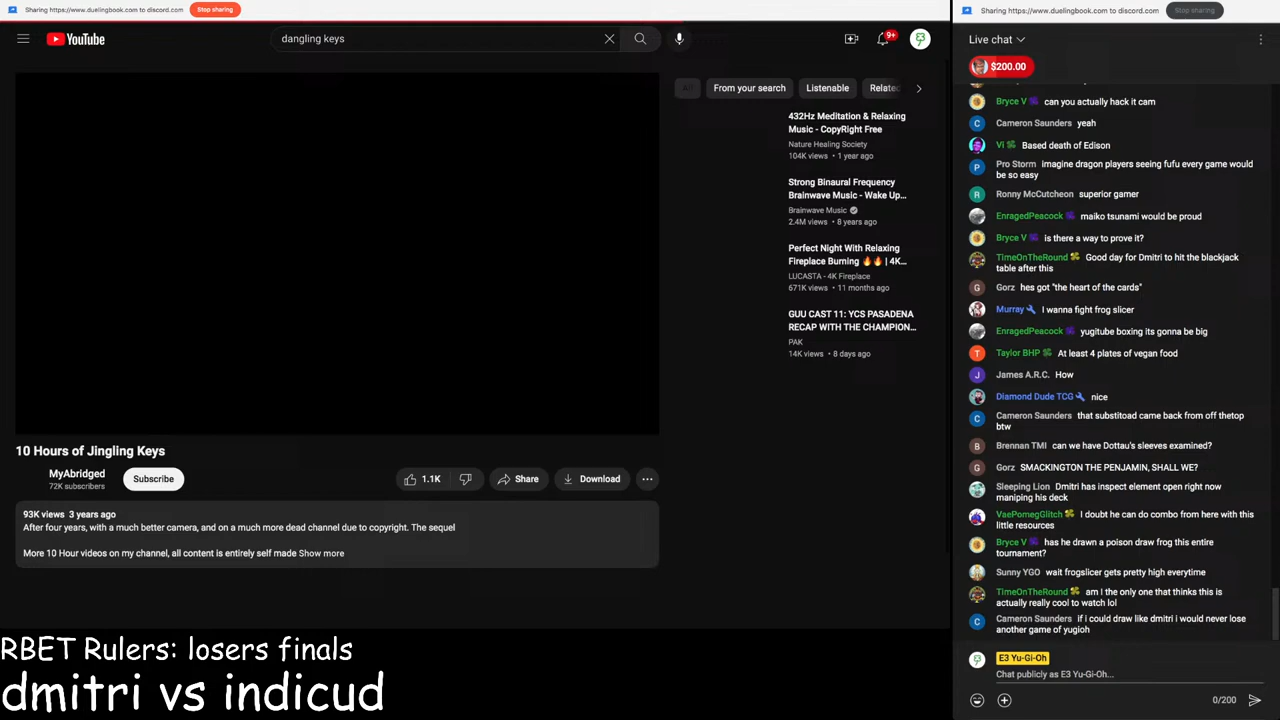 Sharing https://www.duelingbook.com to discord.com Stop sharing
YouTube
dangling keys
9+
From your search
Listenable
432Hz Meditation & Relaxing
Music - CopyRight Free
Nature Healing Society
104K views • 1 year ago
Strong Binaural Frequency
Brainwave Music - Wake Up...
Brainwave Music
2.4M views • 8 years ago
Perfect Night With Relaxing
Fireplace Burning 🔥🔥 | 4K...
LUCASTA - 4K Fireplace
671K views • 11 months ago
GUU CAST 11: YCS PASADENA
RECAP WITH THE CHAMPION...
PAK
14K views • 8 days ago
10 Hours of Jingling Keys
MyAbridged
72K subscribers
Subscribe
1.1K
Share
Download
93K views 3 years ago
After four years, with a much better camera, and on a much more dead channel due to copyright. The sequel
More 10 Hour videos on my channel, all content is entirely self made Show more
RBET Rulers: losers finals
dmitri vs indicud
Sharing https://www.duelingbook.com to discord.com Stop sharing
Live chat
$200.00
Bryce V can you actually hack it cam
Cameron Saunders yeah
Vi Based death of Edison
Pro Storm imagine dragon players seeing fufu every game would
be so easy
Ronny McCutcheon superior gamer
EnragedPeacock maiko tsunami would be proud
Bryce V is there a way to prove it?
TimeOnTheRound Good day for Dmitri to hit the blackjack
table after this
Gorz hes got "the heart of the cards"
Murray I wanna fight frog slicer
EnragedPeacock yugitube boxing its gonna be big
Taylor BHP At least 4 plates of vegan food
James A.R.C. How
Diamond Dude TCG nice
Cameron Saunders that substitoad came back from off thetop
btw
Brennan TMI can we have Dottau's sleeves examined?
Gorz SMACKINGTON THE PENJAMIN, SHALL WE?
Sleeping Lion Dmitri has inspect element open right now
maniping his deck
VaePomegGlitch I doubt he can do combo from here with this
little resources
Bryce V has he drawn a poison draw frog this entire
tournament?
Sunny YGO wait frogslicer gets pretty high everytime
TimeOnTheRound am I the only one that thinks this is
actually really cool to watch lol
Cameron Saunders if i could draw like dmitri i would never lose
another game of yugioh
E3 Yu-Gi-Oh
Chat publicly as E3 Yu-Gi-Oh...
0/200